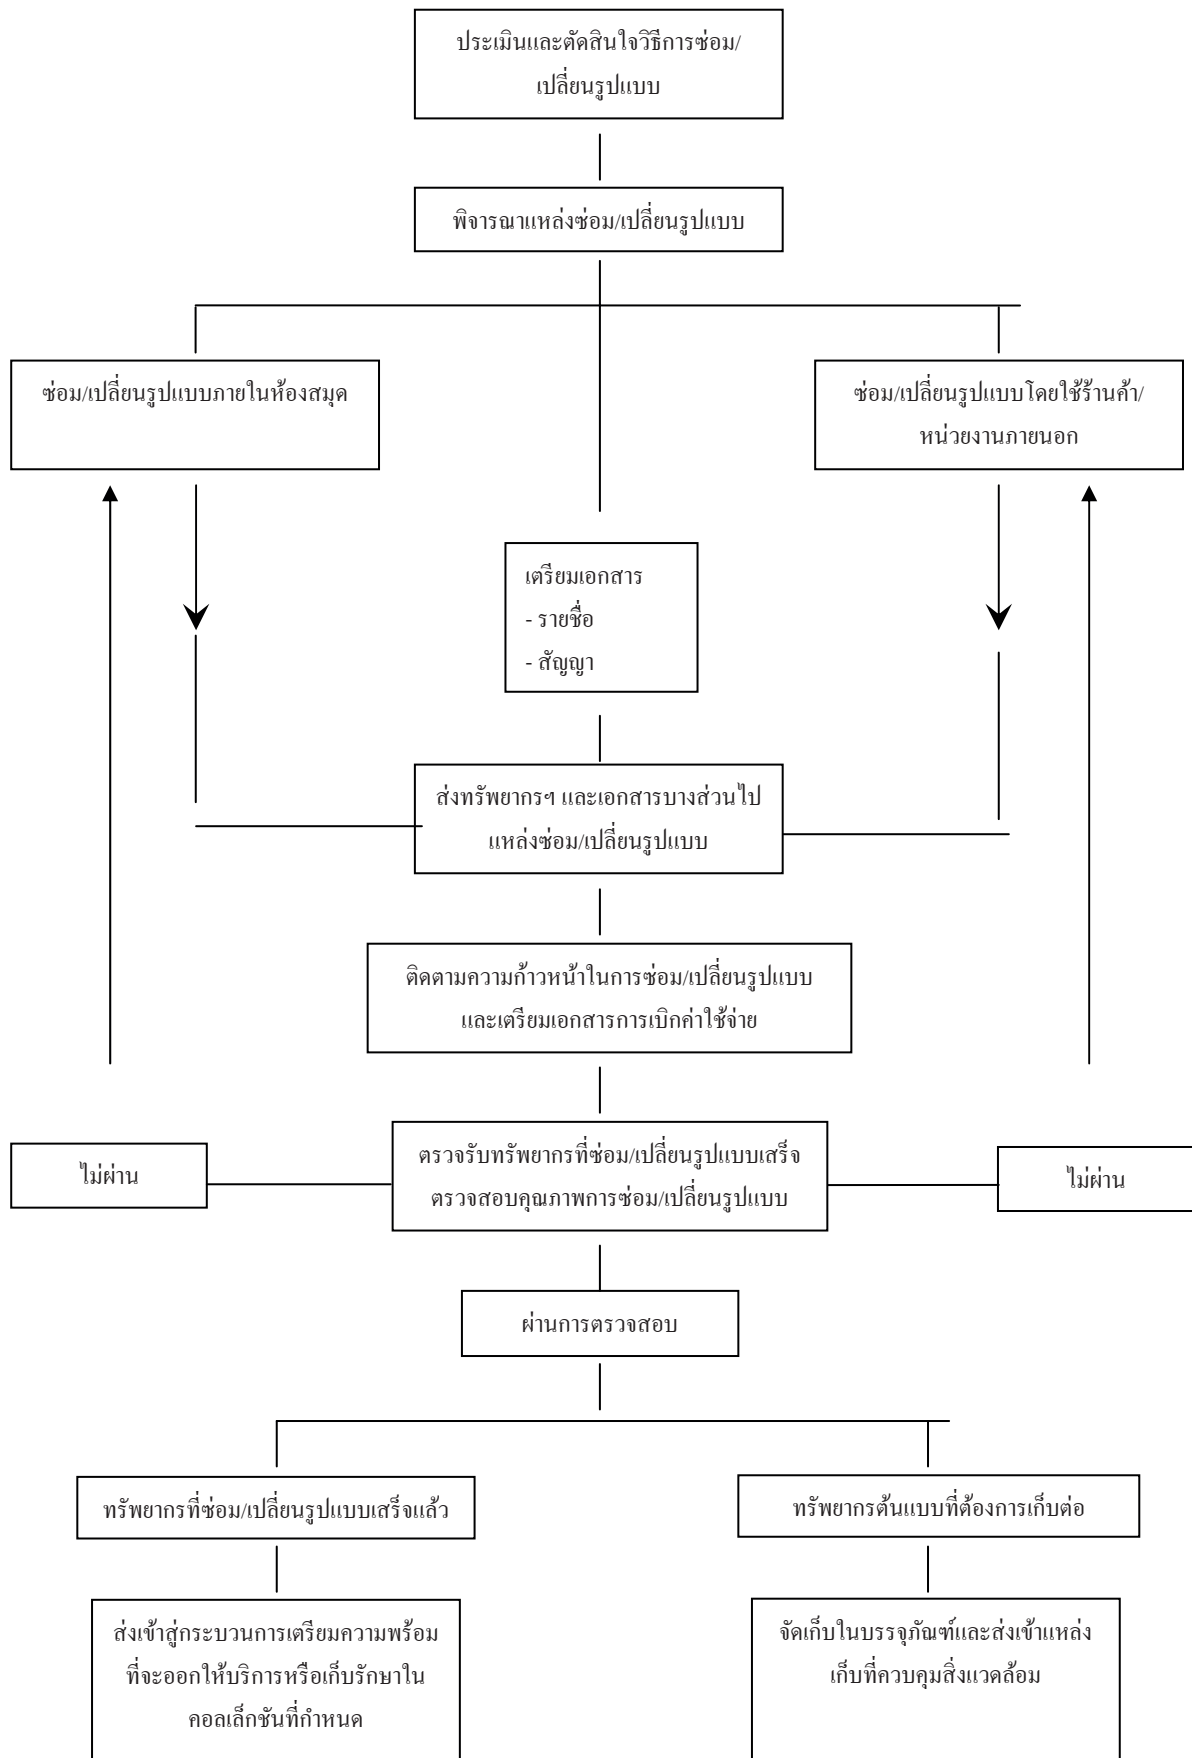 ประเมินและตัดสินใจวิธีการซ่อม/
เปลี่ยนรูปแบบ
พิจารณาแหล่งซ่อม/เปลี่ยนรูปแบบ
ซ่อม/เปลี่ยนรูปแบบภายในห้องสมุด
ซ่อม/เปลี่ยนรูปแบบโดยใช้ร้านค้า/
หน่วยงานภายนอก
เตรียมเอกสาร
- รายชื่อ
- สัญญา
ส่งทรัพยากรฯ และเอกสารบางส่วนไป
แหล่งซ่อม/เปลี่ยนรูปแบบ
ติดตามความก้าวหน้าในการซ่อม/เปลี่ยนรูปแบบ
และเตรียมเอกสารการเบิกค่าใช้จ่าย
ไม่ผ่าน
ตรวจรับทรัพยากรที่ซ่อม/เปลี่ยนรูปแบบเสร็จ
ตรวจสอบคุณภาพการซ่อม/เปลี่ยนรูปแบบ
ไม่ผ่าน
ผ่านการตรวจสอบ
ทรัพยากรที่ซ่อม/เปลี่ยนรูปแบบเสร็จแล้ว
ทรัพยากรต้นแบบที่ต้องการเก็บต่อ
ส่งเข้าสู่กระบวนการเตรียมความพร้อม
ที่จะออกให้บริการหรือเก็บรักษาใน
คอลเล็กชันที่กำหนด
จัดเก็บในบรรจุภัณฑ์และส่งเข้าแหล่ง
เก็บที่ควบคุมสิ่งแวดล้อม